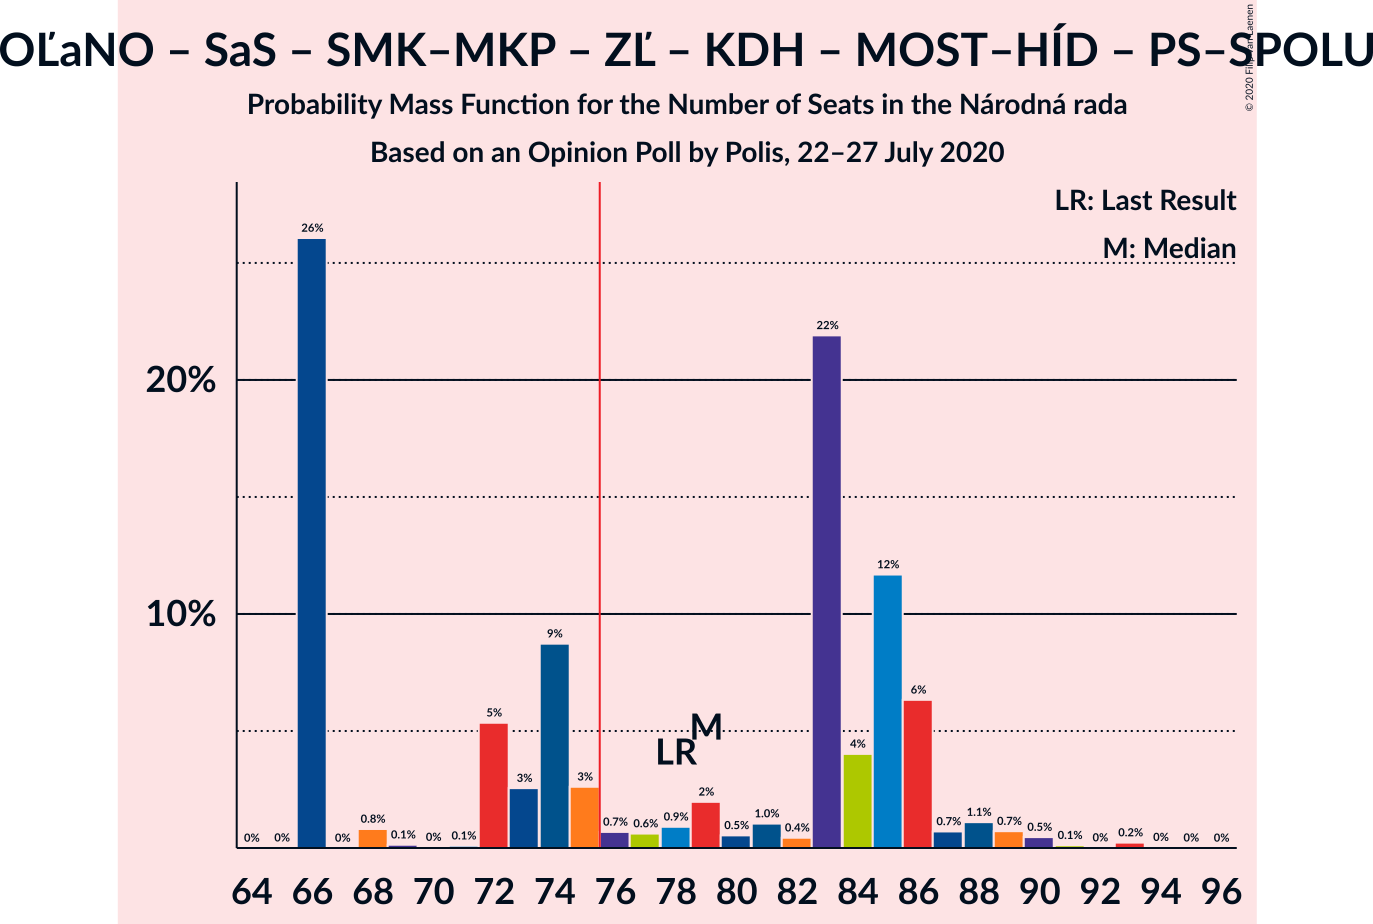 OĽaNO – SaS – SMK–MKP – ZĽ – KDH – MOST–HÍD – PS–SPOLU
© 2020 Filip van Laenen
Probability Mass Function for the Number of Seats in the Národná rada
Based on an Opinion Poll by Polis, 22–27 July 2020
LR: Last Result
M: Median
20%
10%
0% 0% 26% 0% 0.8% 0.1% 0% 0.1% 5% 3% 9% 3% 0.7% 0.6% 0.9% 2% 0.5% 1.0% 0.4% 22% 4% 12% 6% 0.7% 1.1% 0.7% 0.5% 0.1% 0% 0.2% 0% 0% 0%
M
LR
64 66 68 70 72 74 76 78 80 82 84 86 88 90 92 94 96